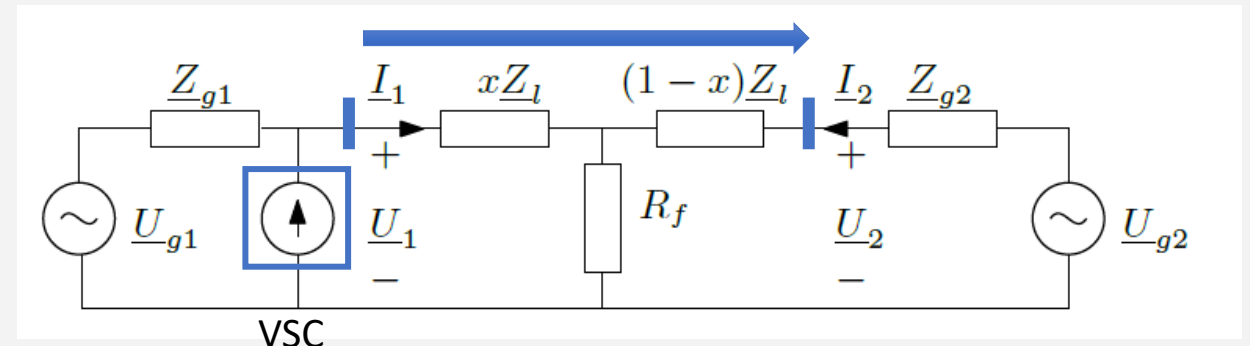 Z_g1 I_1 xZ_l (1 − x)Z_l I_2 Z_g2
+ +
U_g1 U_1 R_f U_2 U_g2
− −
VSC